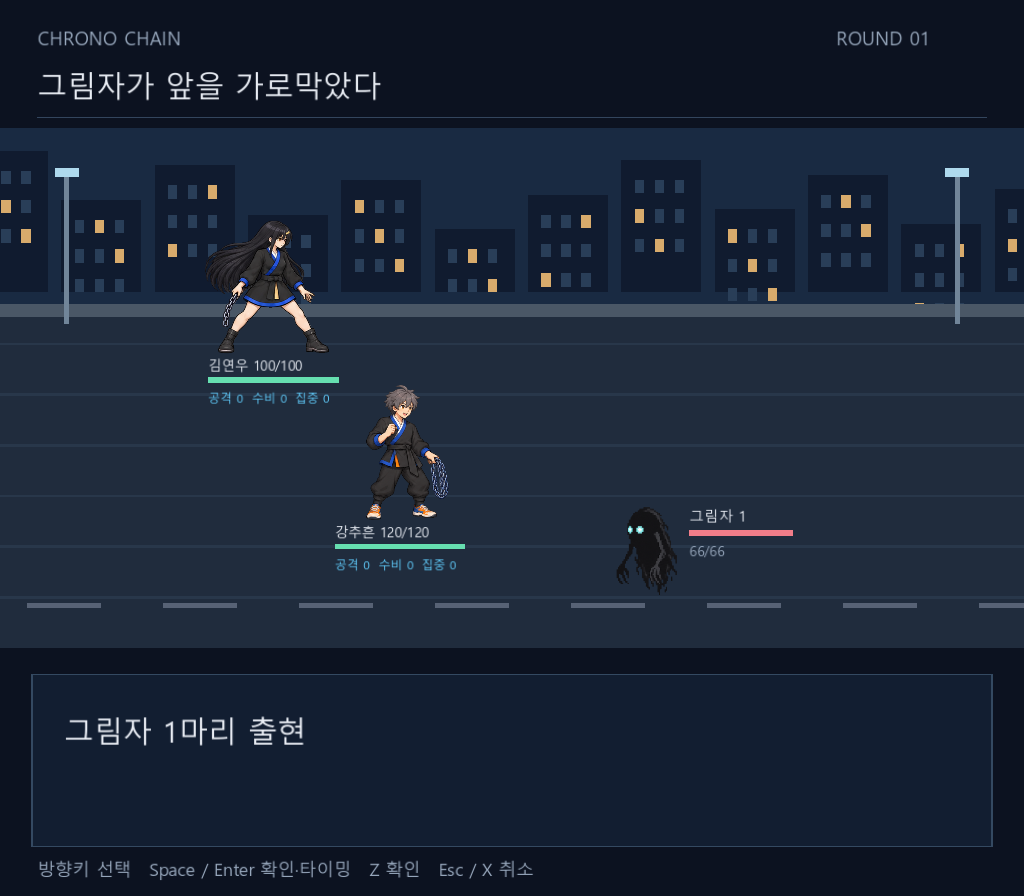 CHRONO CHAIN
ROUND 01
그림자가 앞을 가로막았다
김연우 100/100
공격 0 수비 0 집중 0
강추흔 120/120
공격 0 수비 0 집중 0
그림자 1
66/66
그림자 1마리 출현
방향키 선택 Space / Enter 확인·타이밍 Z 확인 Esc / X 취소